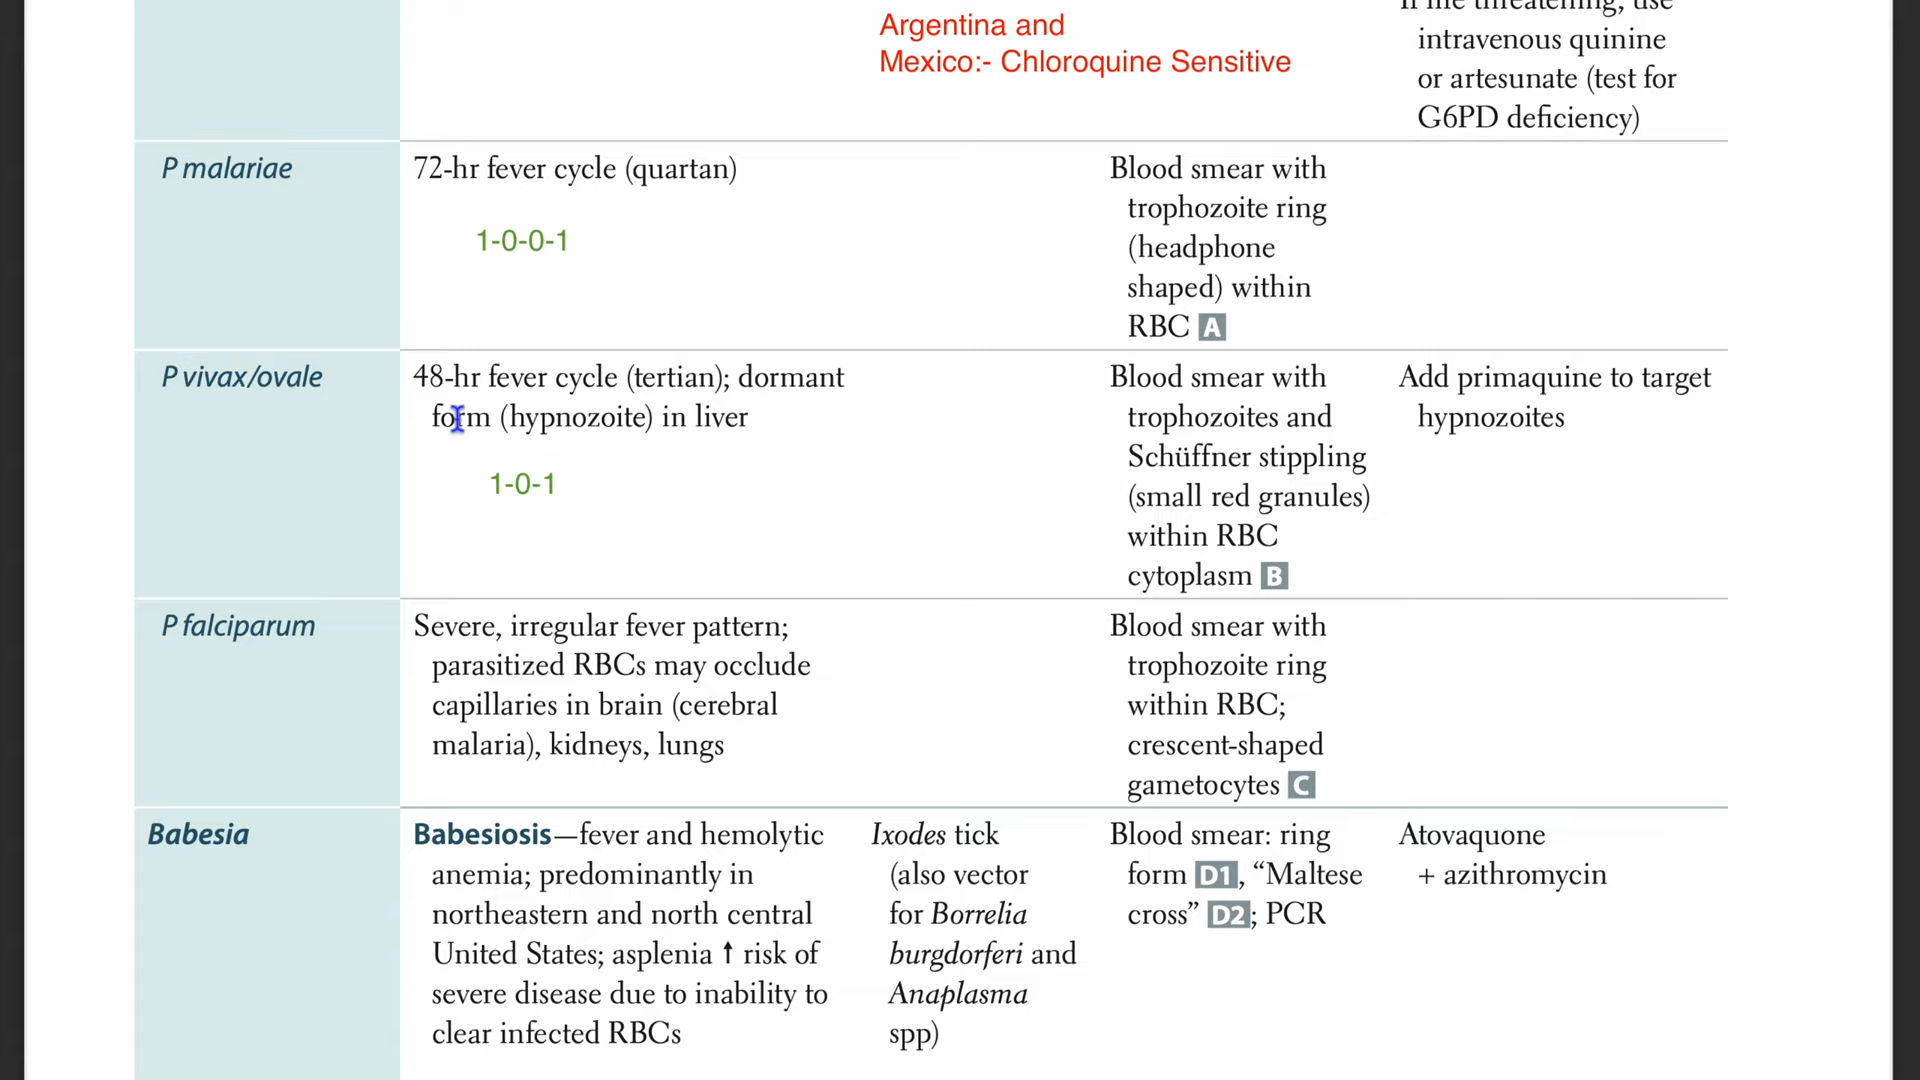 Argentina and
Mexico:- Chloroquine Sensitive
If life threatening, use
intravenous quinine
or artesunate (test for
G6PD deficiency)
P malariae
72-hr fever cycle (quartan)
1-0-0-1
Blood smear with
trophozoite ring
(headphone
shaped) within
RBC A
P vivax/ovale
48-hr fever cycle (tertian); dormant
form (hypnozoite) in liver
1-0-1
Blood smear with
trophozoites and
Schüffner stippling
(small red granules)
within RBC
cytoplasm B
Add primaquine to target
hypnozoites
P falciparum
Severe, irregular fever pattern;
parasitized RBCs may occlude
capillaries in brain (cerebral
malaria), kidneys, lungs
Blood smear with
trophozoite ring
within RBC;
crescent-shaped
gametocytes C
Babesia
Babesiosis—fever and hemolytic
anemia; predominantly in
northeastern and north central
United States; asplenia ↑ risk of
severe disease due to inability to
clear infected RBCs
Ixodes tick
(also vector
for Borrelia
burgdorferi and
Anaplasma
spp)
Blood smear: ring
form D1, “Maltese
cross” D2; PCR
Atovaquone
+ azithromycin